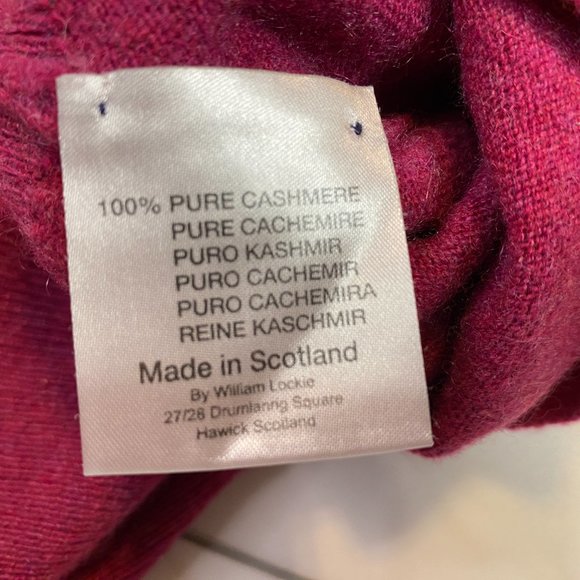 100% PURE CASHMERE
PURE CACHEMIRE
PURO KASHMIR
PURO CACHEMIR
PURO CACHEMIRA
REINE KASCHMIR
Made in Scotland
By William Lockie
27/28 Drumlanrig Square
Hawick Scotland